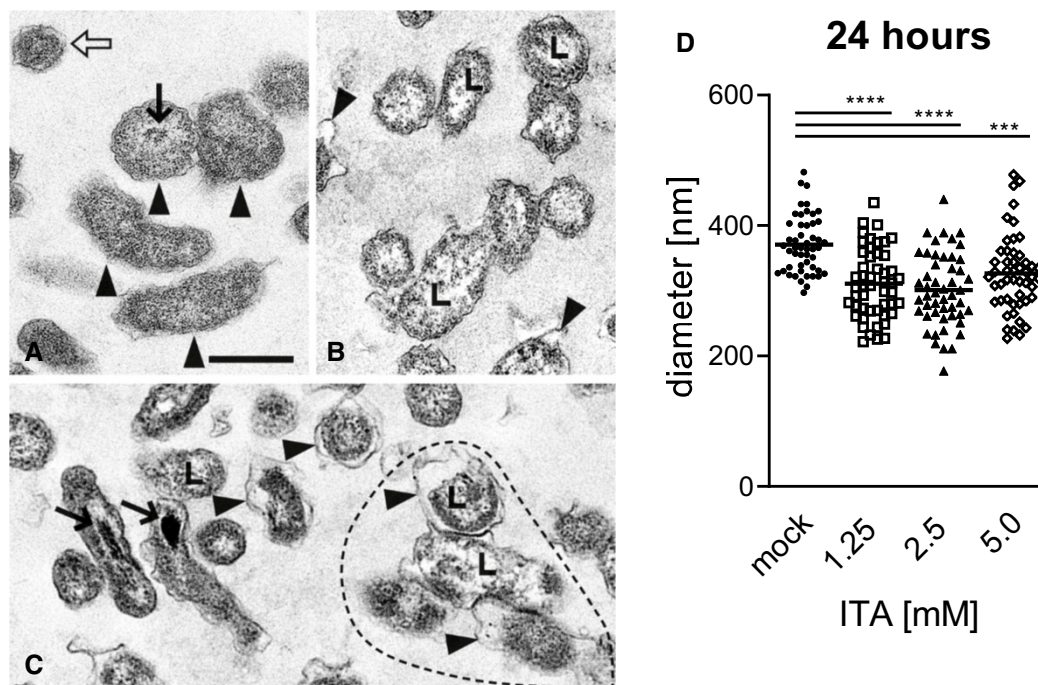 A
L
L
L
L
B
L
L
L
C
D
24 hours
****
****
***
600
400
200
0
diameter [nm]
mock
1.25
2.5
5.0
ITA [mM]